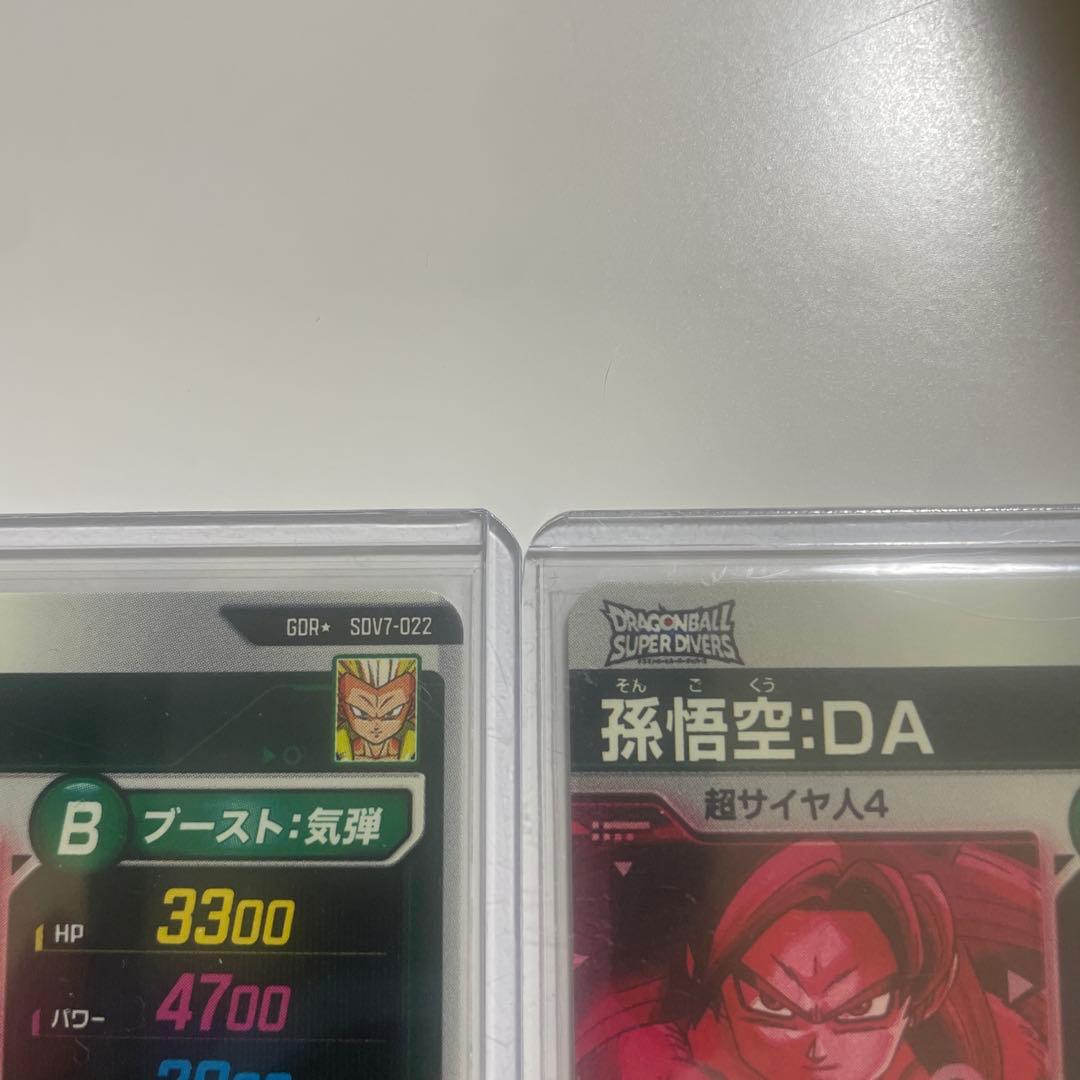 GDR★ SDV7-022
B ブースト:気弾
HP 3300
パワー 4700
DRAGONBALL
SUPER DIVERS
そん ご くう
孫悟空:DA
超サイヤ人4